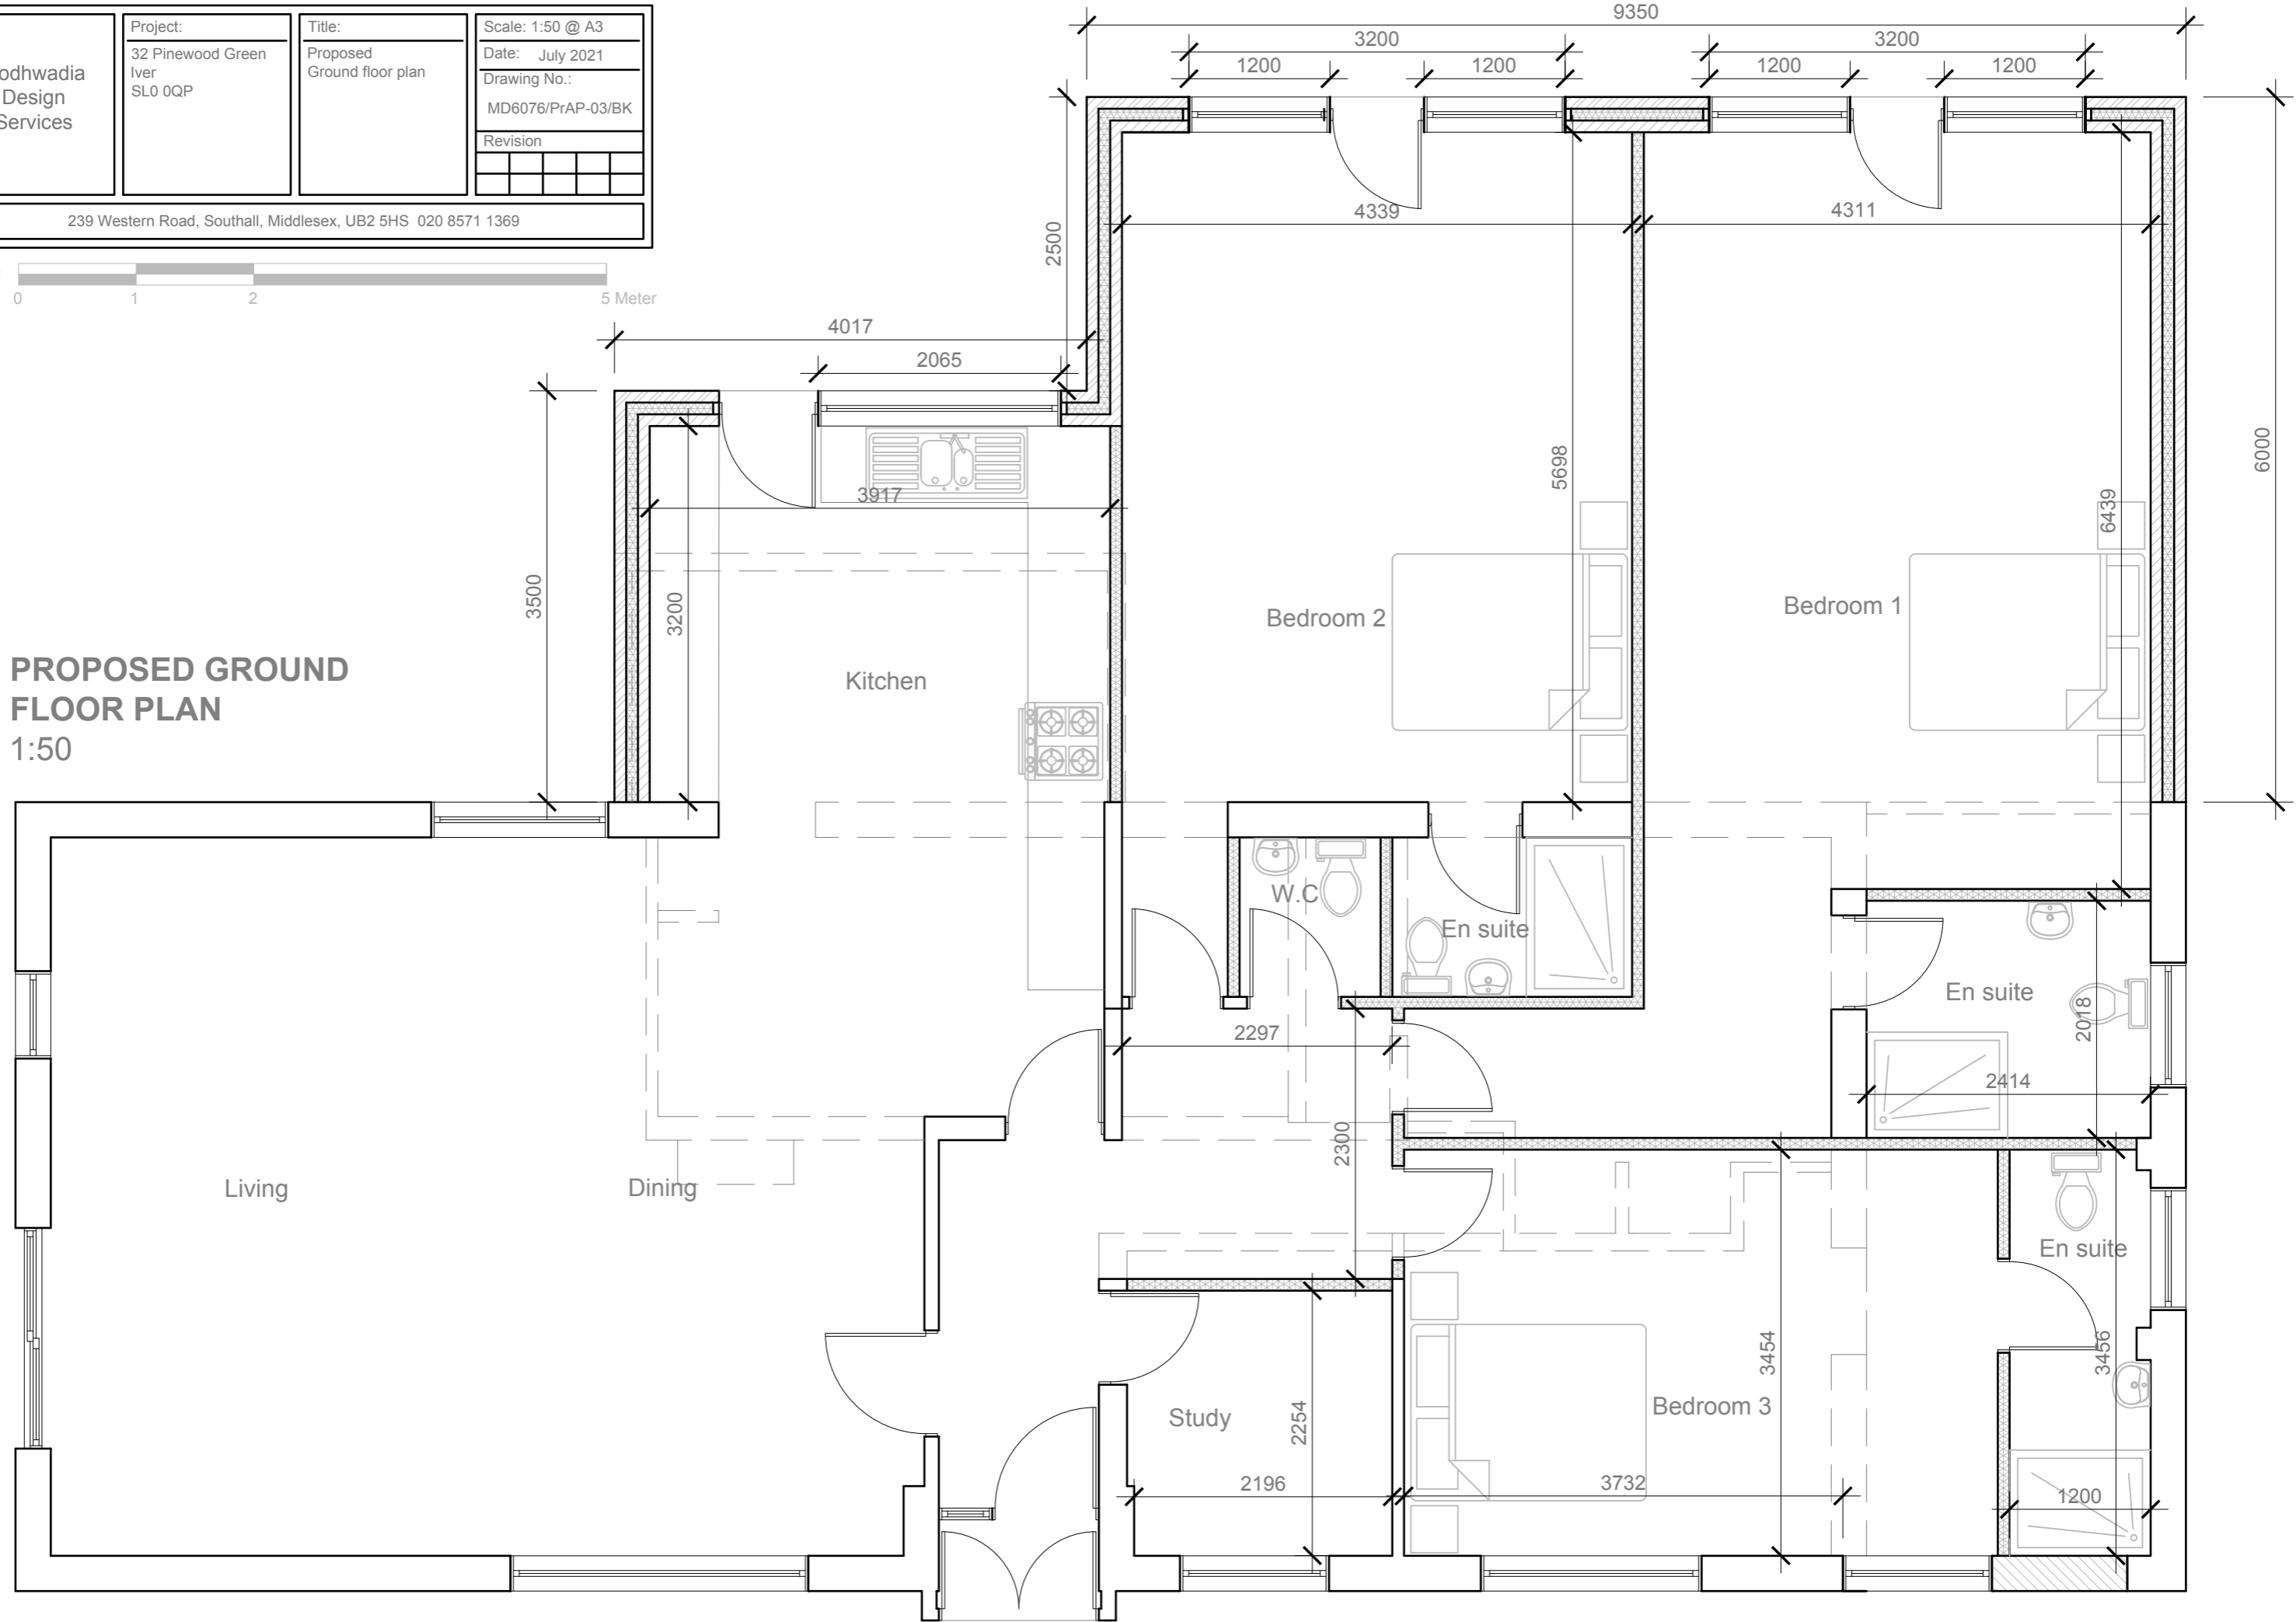 odhwadia
Design
Services
Project:
32 Pinewood Green
Iver
SL0 0QP
Title:
Proposed
Ground floor plan
Scale: 1:50 @ A3
Date: July 2021
Drawing No.:
MD6076/PrAP-03/BK
Revision
239 Western Road, Southall, Middlesex, UB2 5HS 020 8571 1369
0 1 2 5 Meter
9350
3200 3200
1200 1200 1200 1200
2500
4339 4311
4017
2065
6000
5698
6439
3917
3500
3200
Bedroom 2
Bedroom 1
Kitchen
PROPOSED GROUND
FLOOR PLAN
1:50
W.C
En suite
En suite
2018
2297
2414
2300
Living
Dining
En suite
3454
3456
Bedroom 3
Study
2254
2196
3732
1200